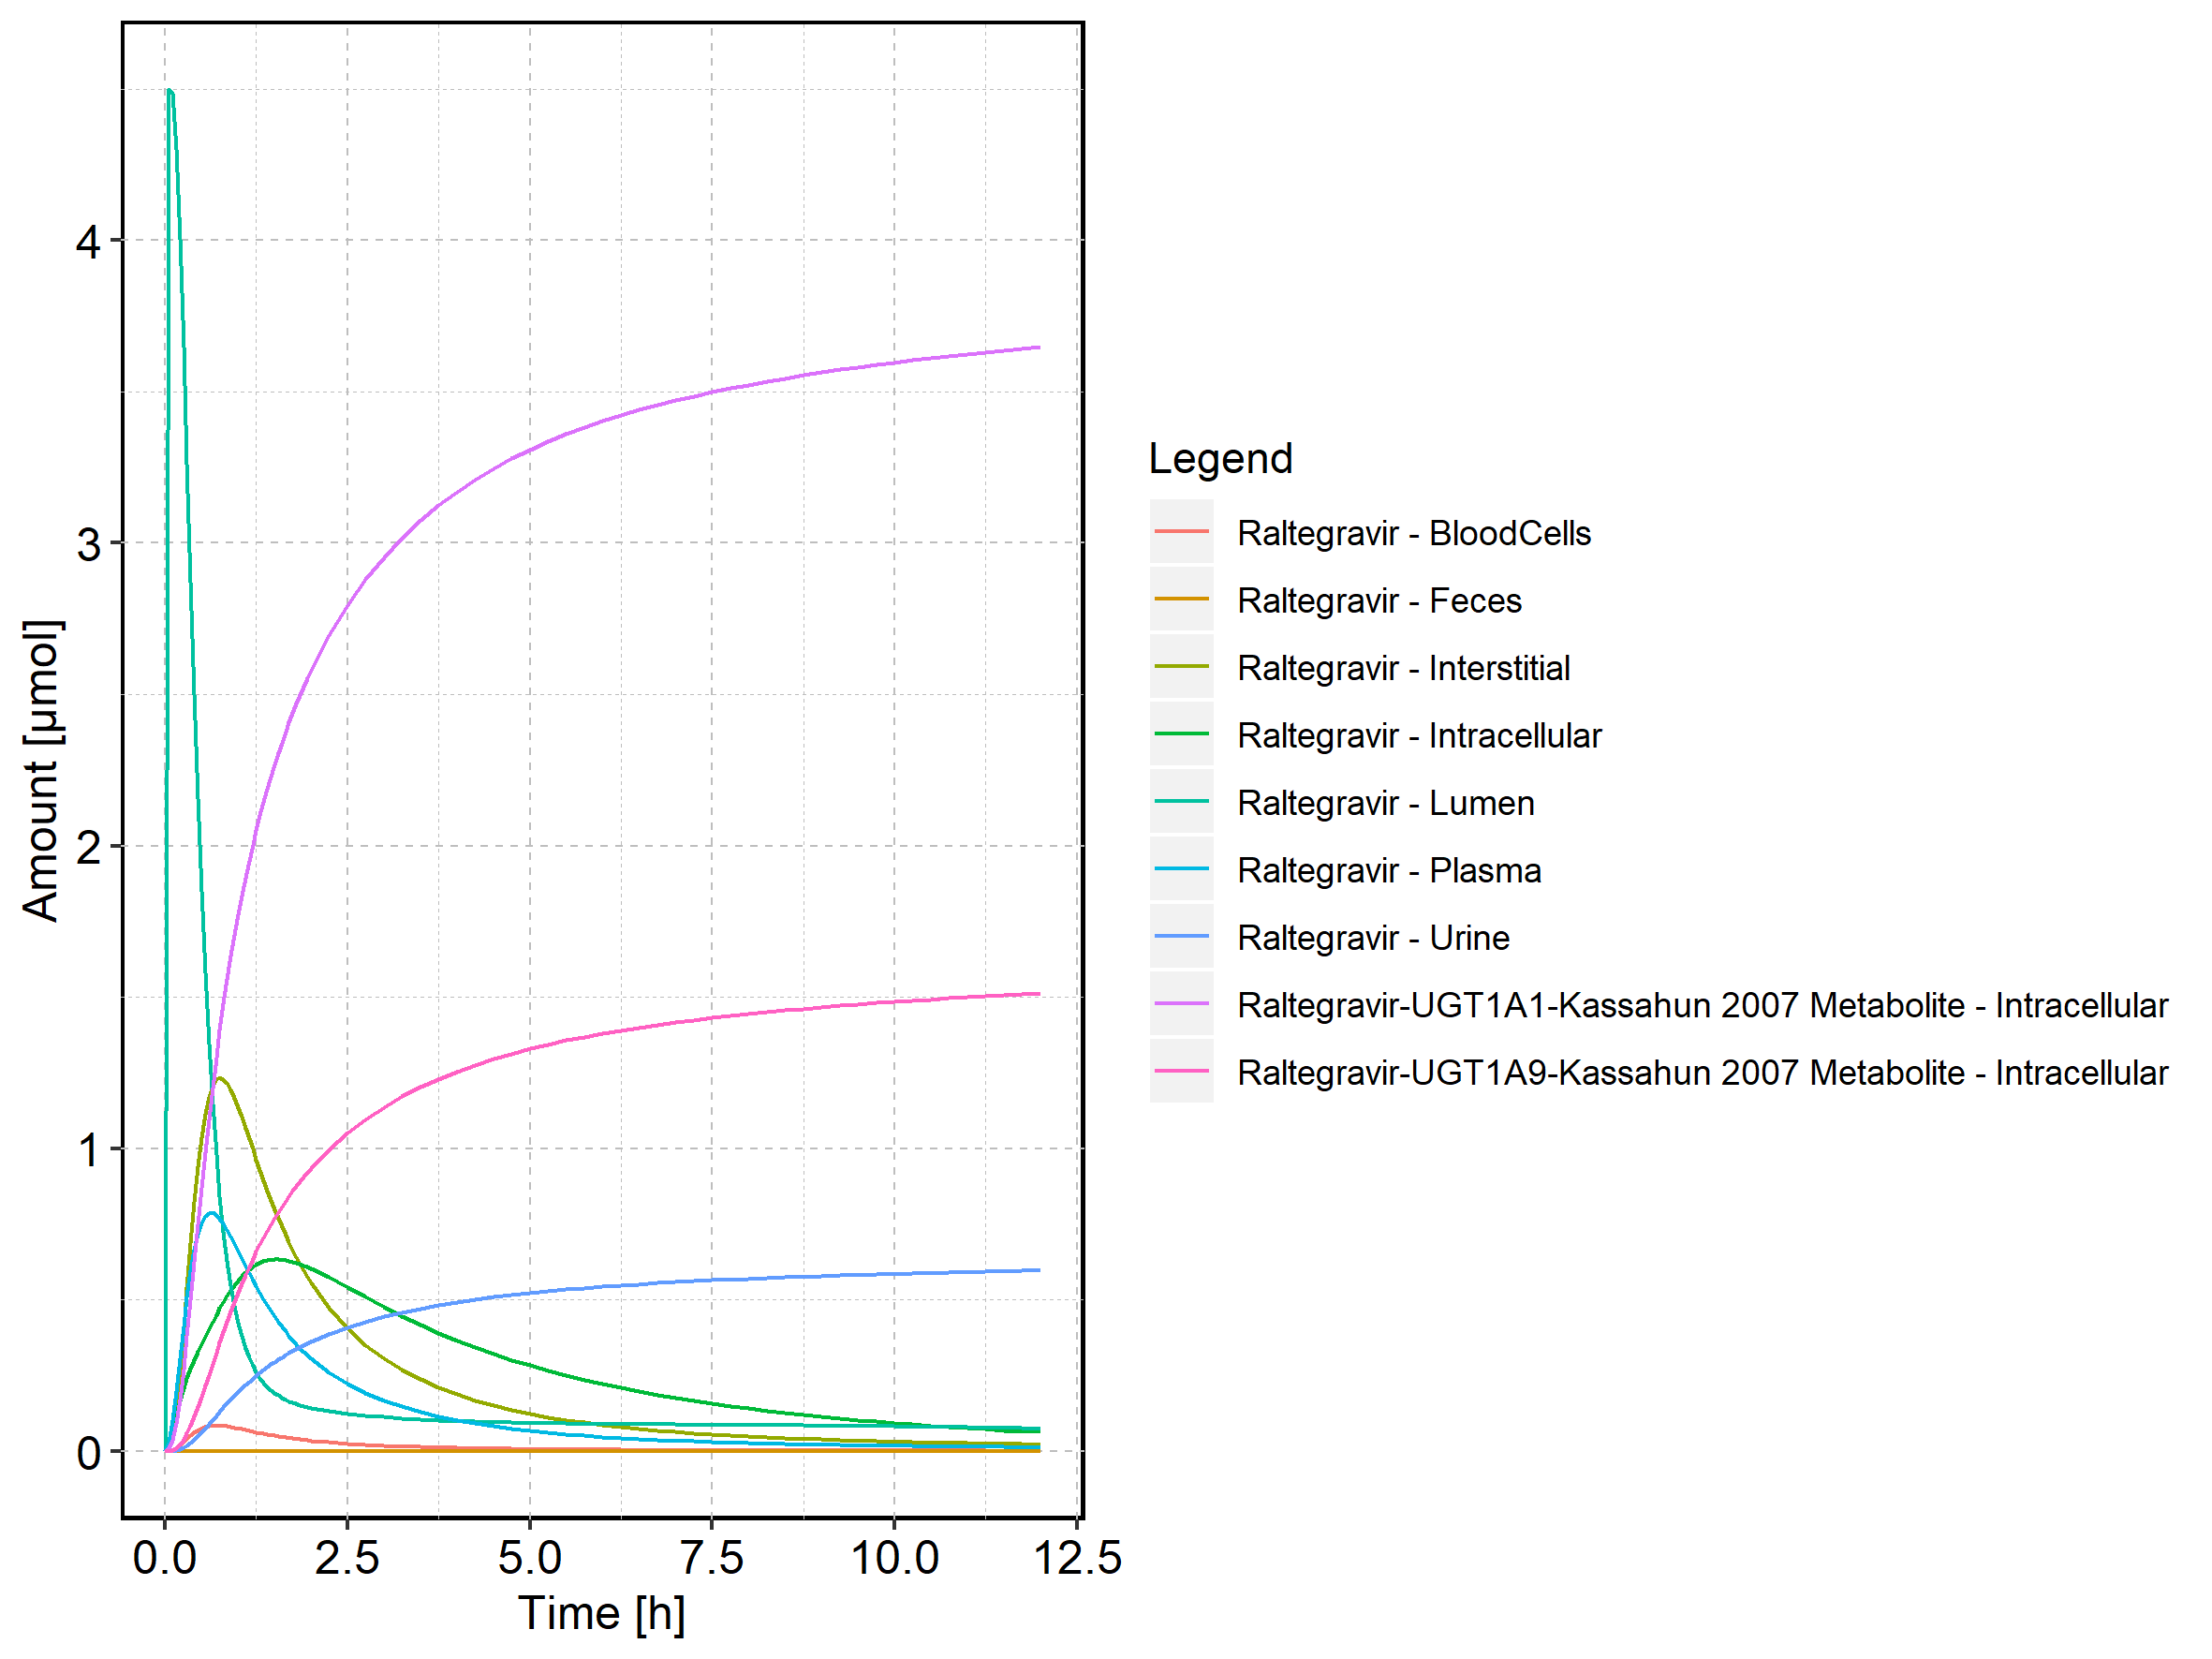 4
3
2
1
0
Amount [µmol]
0.0 2.5 5.0 7.5 10.0 12.5
Time [h]
Legend
Raltegravir - BloodCells
Raltegravir - Feces
Raltegravir - Interstitial
Raltegravir - Intracellular
Raltegravir - Lumen
Raltegravir - Plasma
Raltegravir - Urine
Raltegravir-UGT1A1-Kassahun 2007 Metabolite - Intracellular
Raltegravir-UGT1A9-Kassahun 2007 Metabolite - Intracellular